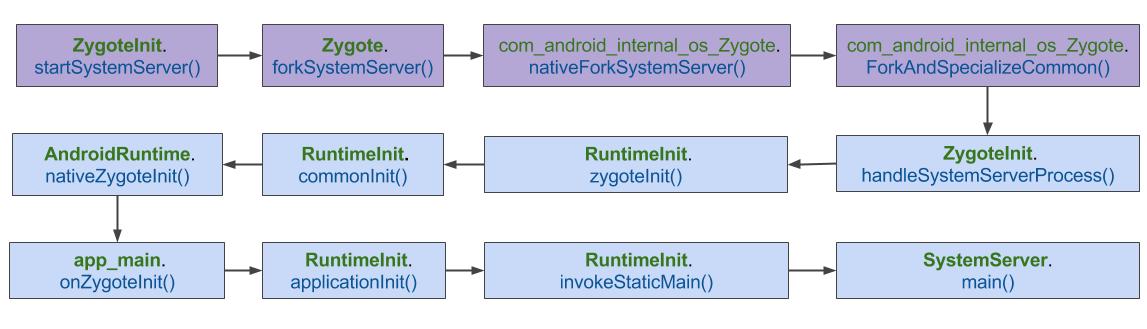 ZygoteInit.
startSystemServer()
Zygote.
forkSystemServer()
com_android_internal_os_Zygote.
nativeForkSystemServer()
com_android_internal_os_Zygote.
ForkAndSpecializeCommon()
ZygoteInit.
handleSystemServerProcess()
RuntimeInit.
zygoteInit()
RuntimeInit.
commonInit()
AndroidRuntime.
nativeZygoteInit()
app_main.
onZygoteInit()
RuntimeInit.
applicationInit()
RuntimeInit.
invokeStaticMain()
SystemServer.
main()